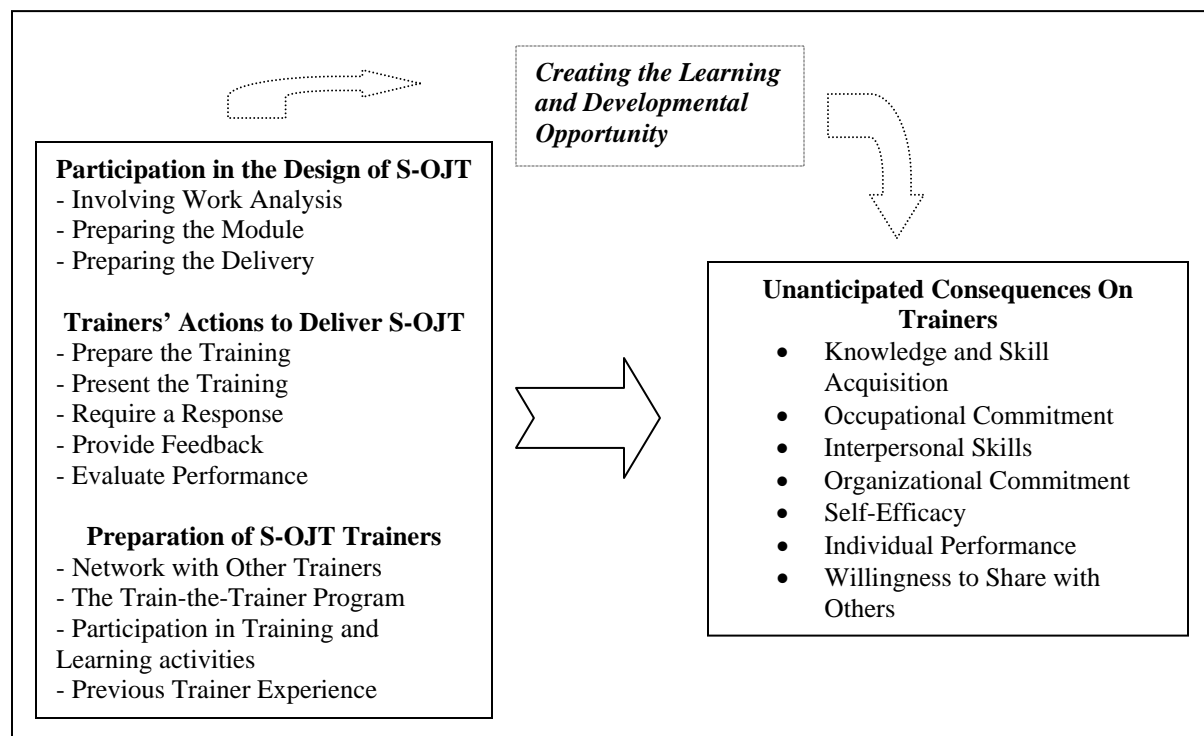 Creating the Learning
and Developmental
Opportunity
Participation in the Design of S-OJT
- Involving Work Analysis
- Preparing the Module
- Preparing the Delivery
Trainers’ Actions to Deliver S-OJT
- Prepare the Training
- Present the Training
- Require a Response
- Provide Feedback
- Evaluate Performance
Preparation of S-OJT Trainers
- Network with Other Trainers
- The Train-the-Trainer Program
- Participation in Training and
Learning activities
- Previous Trainer Experience
Unanticipated Consequences On
Trainers
• Knowledge and Skill
Acquisition
• Occupational Commitment
• Interpersonal Skills
• Organizational Commitment
• Self-Efficacy
• Individual Performance
• Willingness to Share with
Others